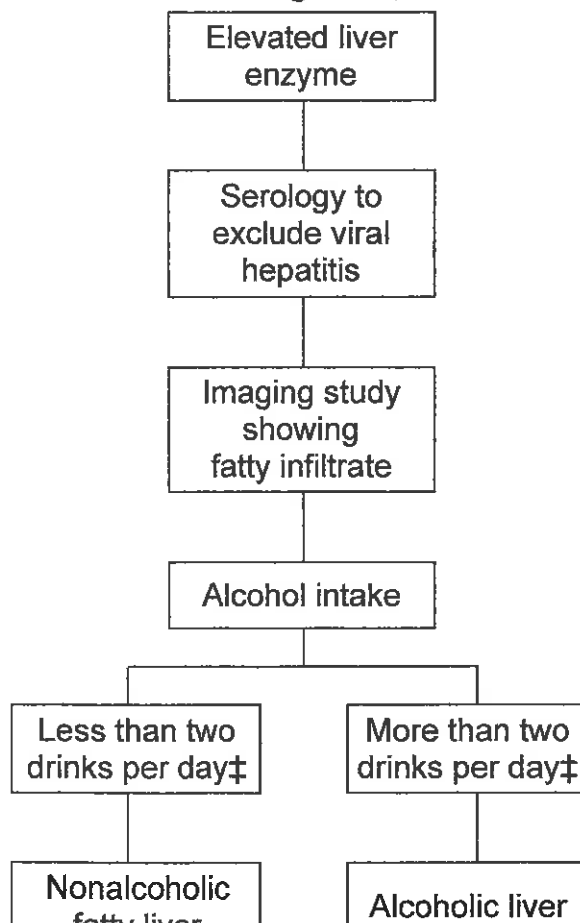 Elevated liver
enzyme
Serology to
exclude viral
hepatitis
Imaging study
showing
fatty infiltrate
Alcohol intake
Less than two
drinks per day‡
More than two
drinks per day‡
Nonalcoholic
fatty liver
Alcoholic liver